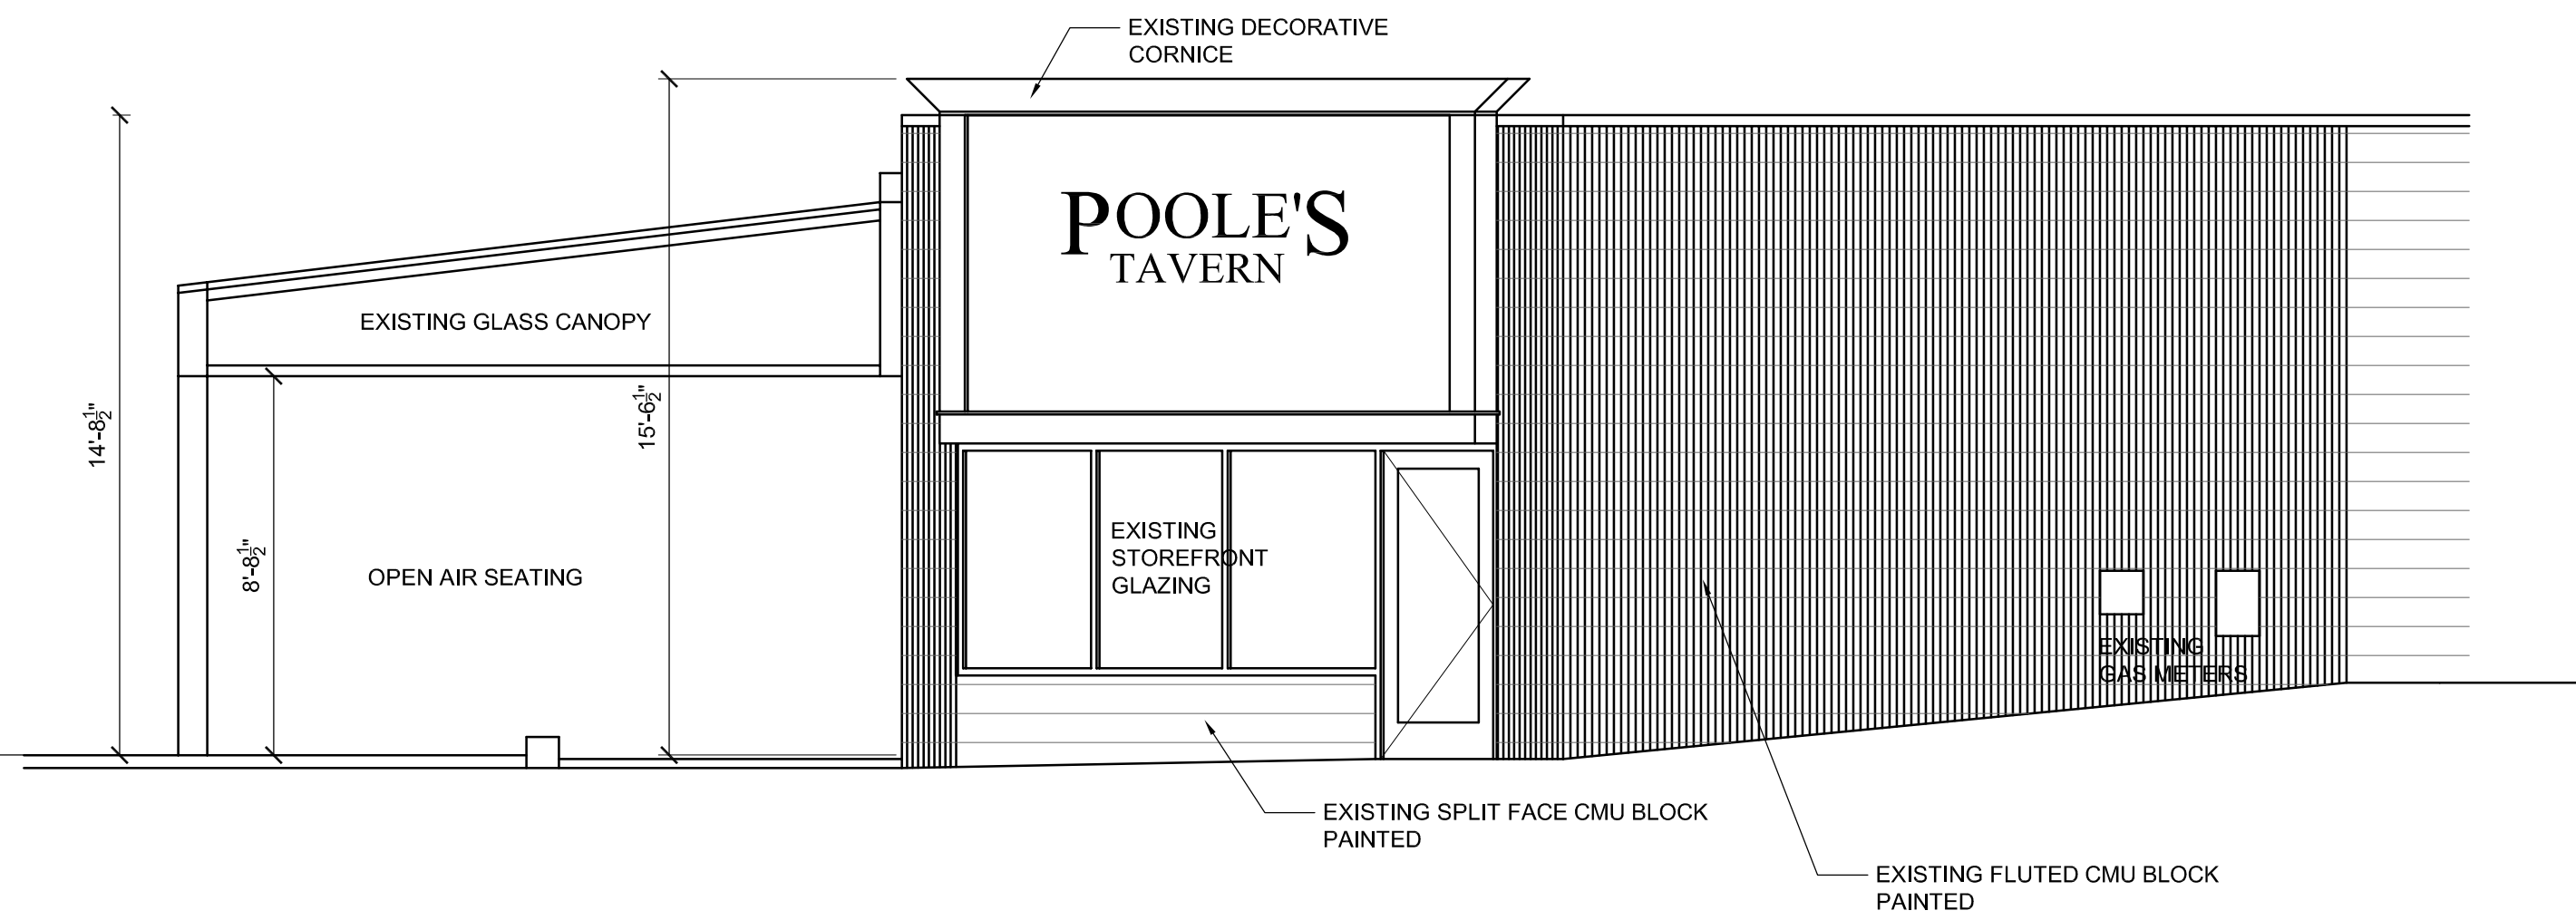 EXISTING DECORATIVE
CORNICE
POOLE'S
TAVERN
EXISTING GLASS CANOPY
14'-8½"
15'-6½"
8'-8½"
OPEN AIR SEATING
EXISTING
STOREFRONT
GLAZING
EXISTING
GAS METERS
EXISTING SPLIT FACE CMU BLOCK
PAINTED
EXISTING FLUTED CMU BLOCK
PAINTED